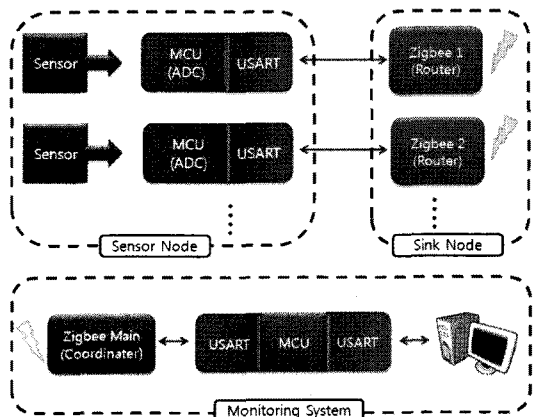 Sensor
MCU
(ADC)
USART
Zigbee 1
(Router)
Sensor
MCU
(ADC)
USART
Zigbee 2
(Router)
Sensor Node
Sink Node
Zigbee Main
(Coordinater)
USART
MCU
USART
Monitoring System